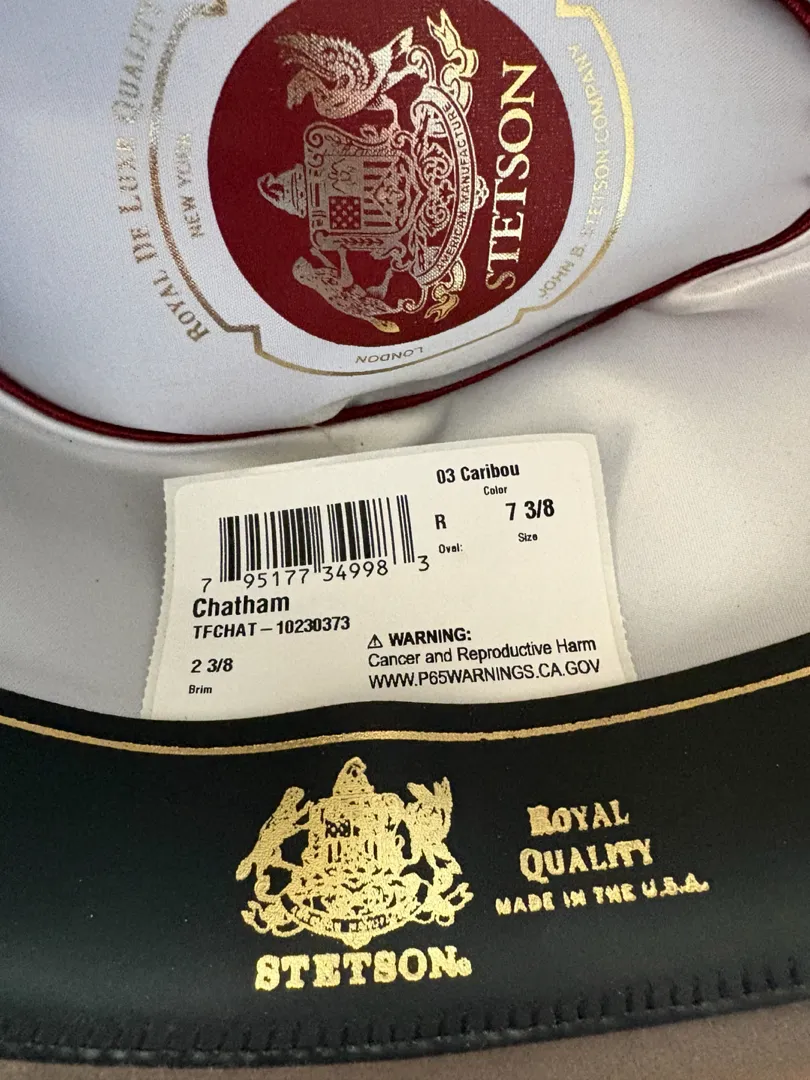 ROYAL DE LUXE QUALITY
NEW YORK
AMERICAN MANUFACTURE
STETSON
JOHN B. STETSON COMPANY
LONDON
03 Caribou
Color
R
7 3/8
Oval:
Size
7 95177 34998 3
Chatham
TFCHAT – 10230373
2 3/8
Brim
⚠ WARNING:
Cancer and Reproductive Harm
WWW.P65WARNINGS.CA.GOV
STETSON®
ROYAL
QUALITY
MADE IN THE U.S.A.